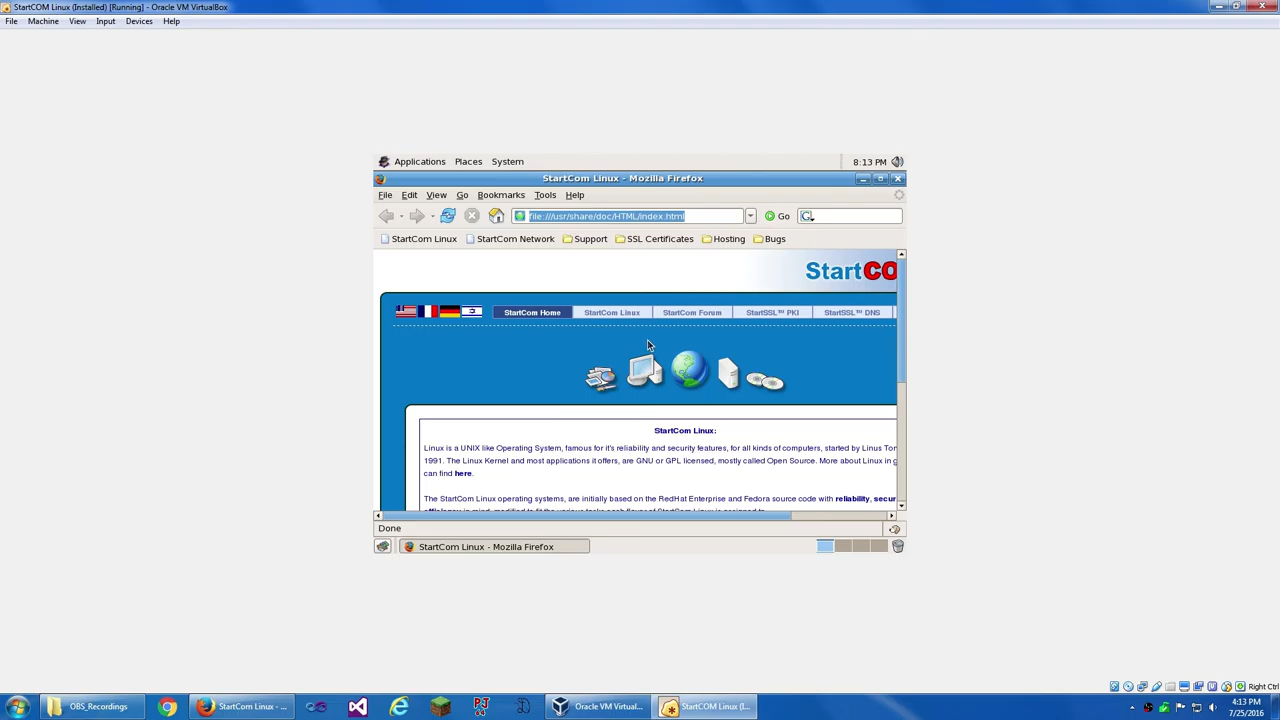 StartCOM Linux (Installed) [Running] - Oracle VM VirtualBox
File Machine View Input Devices Help
Applications Places System 8:13 PM
StartCom Linux - Mozilla Firefox
File Edit View Go Bookmarks Tools Help
file:///usr/share/doc/HTML/index.html Go
StartCom Linux StartCom Network Support SSL Certificates Hosting Bugs
StartCO
StartCom Home StartCom Linux StartCom Forum StartSSL™ PKI StartSSL™ DNS
StartCom Linux:
Linux is a UNIX like Operating System, famous for it's reliability and security features, for all kinds of computers, started by Linus Tor
1991. The Linux Kernel and most applications it offers, are GNU or GPL licensed, mostly called Open Source. More about Linux in g
can find here.
The StartCom Linux operating systems, are initially based on the RedHat Enterprise and Fedora source code with reliability, secur
Done
StartCom Linux - Mozilla Firefox
Right Ctrl
OBS_Recordings StartCom Linux - ... Oracle VM Virtual... StartCOM Linux (I... 4:13 PM
7/25/2016